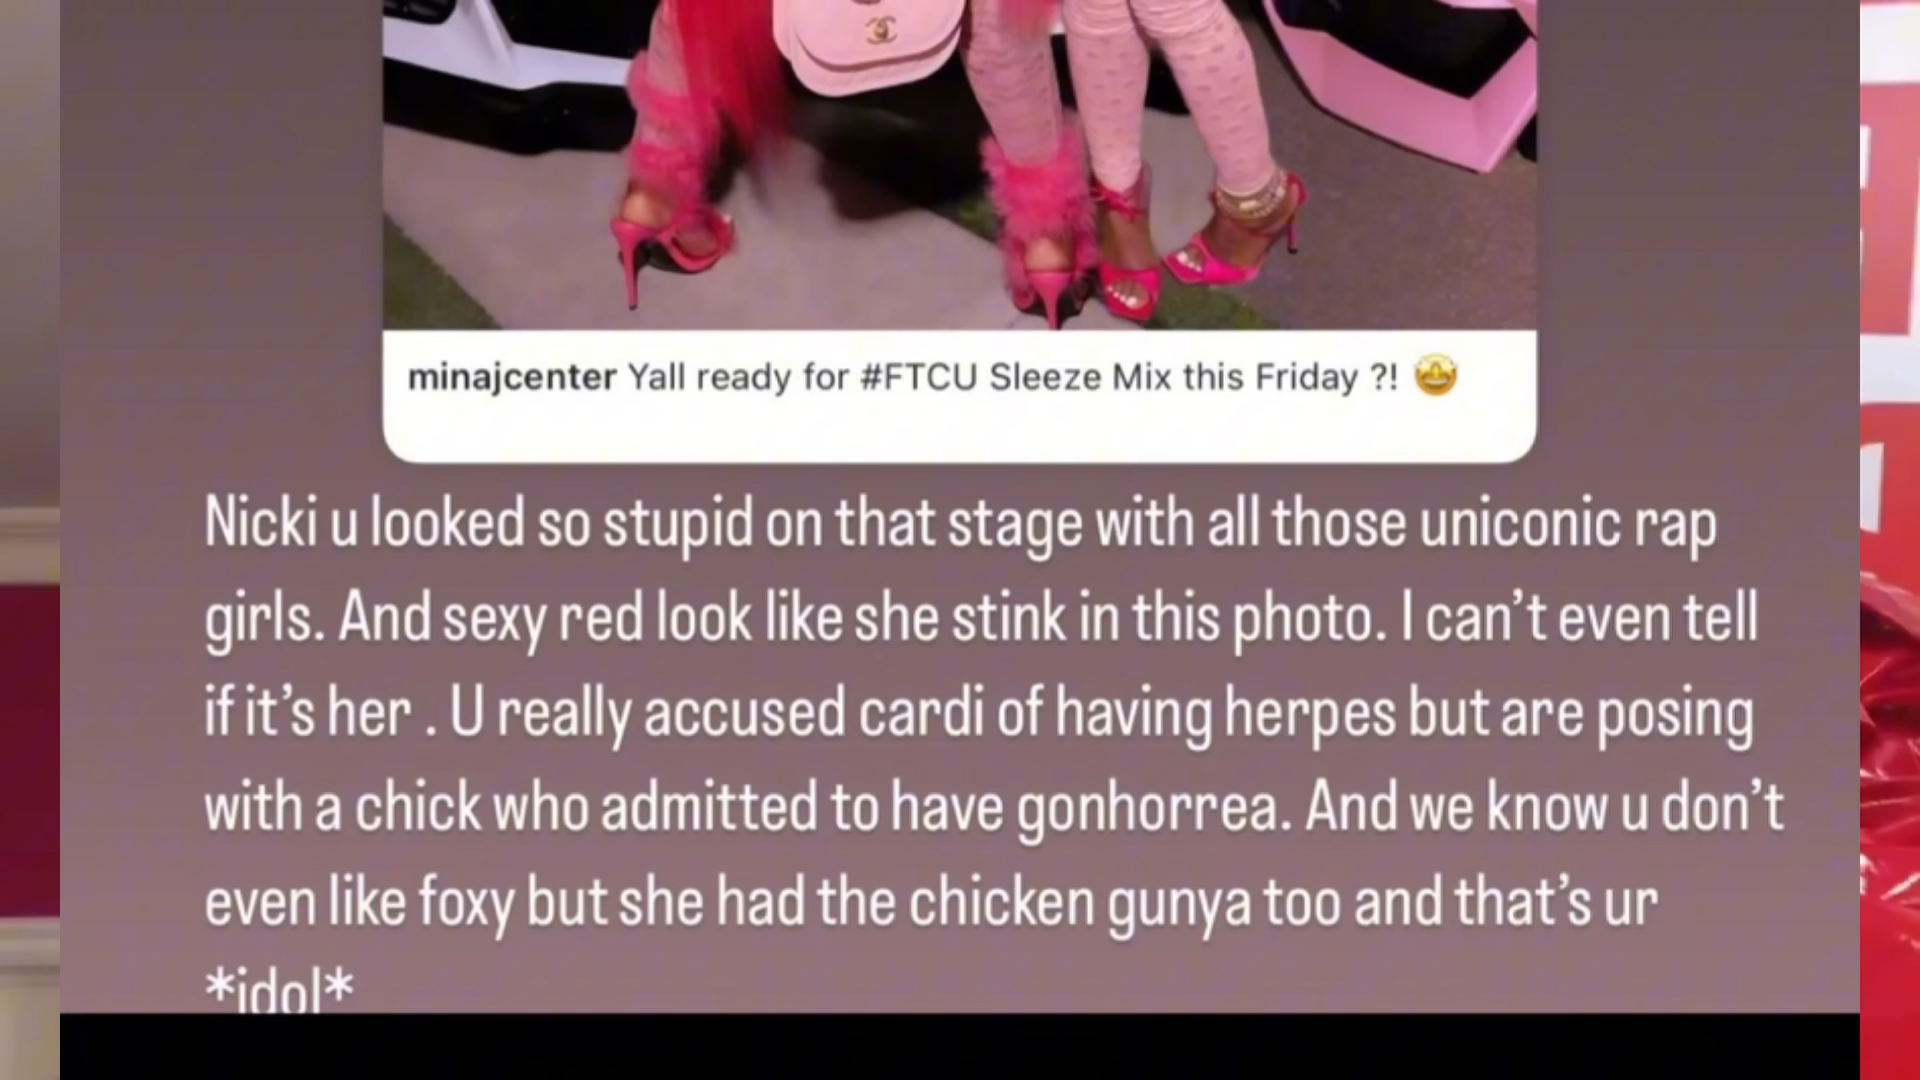 minajcenter Yall ready for #FTCU Sleeze Mix this Friday ?! 🤩
Nicki u looked so stupid on that stage with all those uniconic rap
girls. And sexy red look like she stink in this photo. I can’t even tell
if it’s her . U really accused cardi of having herpes but are posing
with a chick who admitted to have gonhorrea. And we know u don’t
even like foxy but she had the chicken gunya too and that’s ur
*idol*